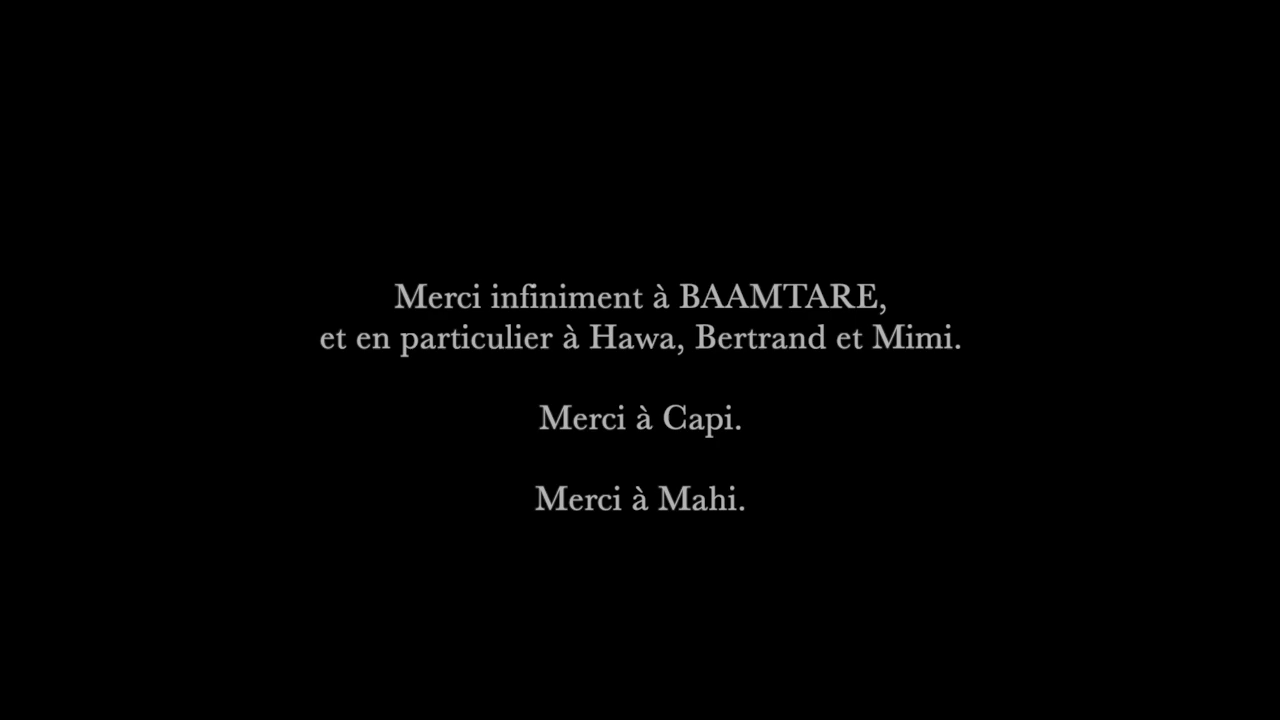 Merci infiniment à BAAMTARE,
et en particulier à Hawa, Bertrand et Mimi.
Merci à Capi.
Merci à Mahi.